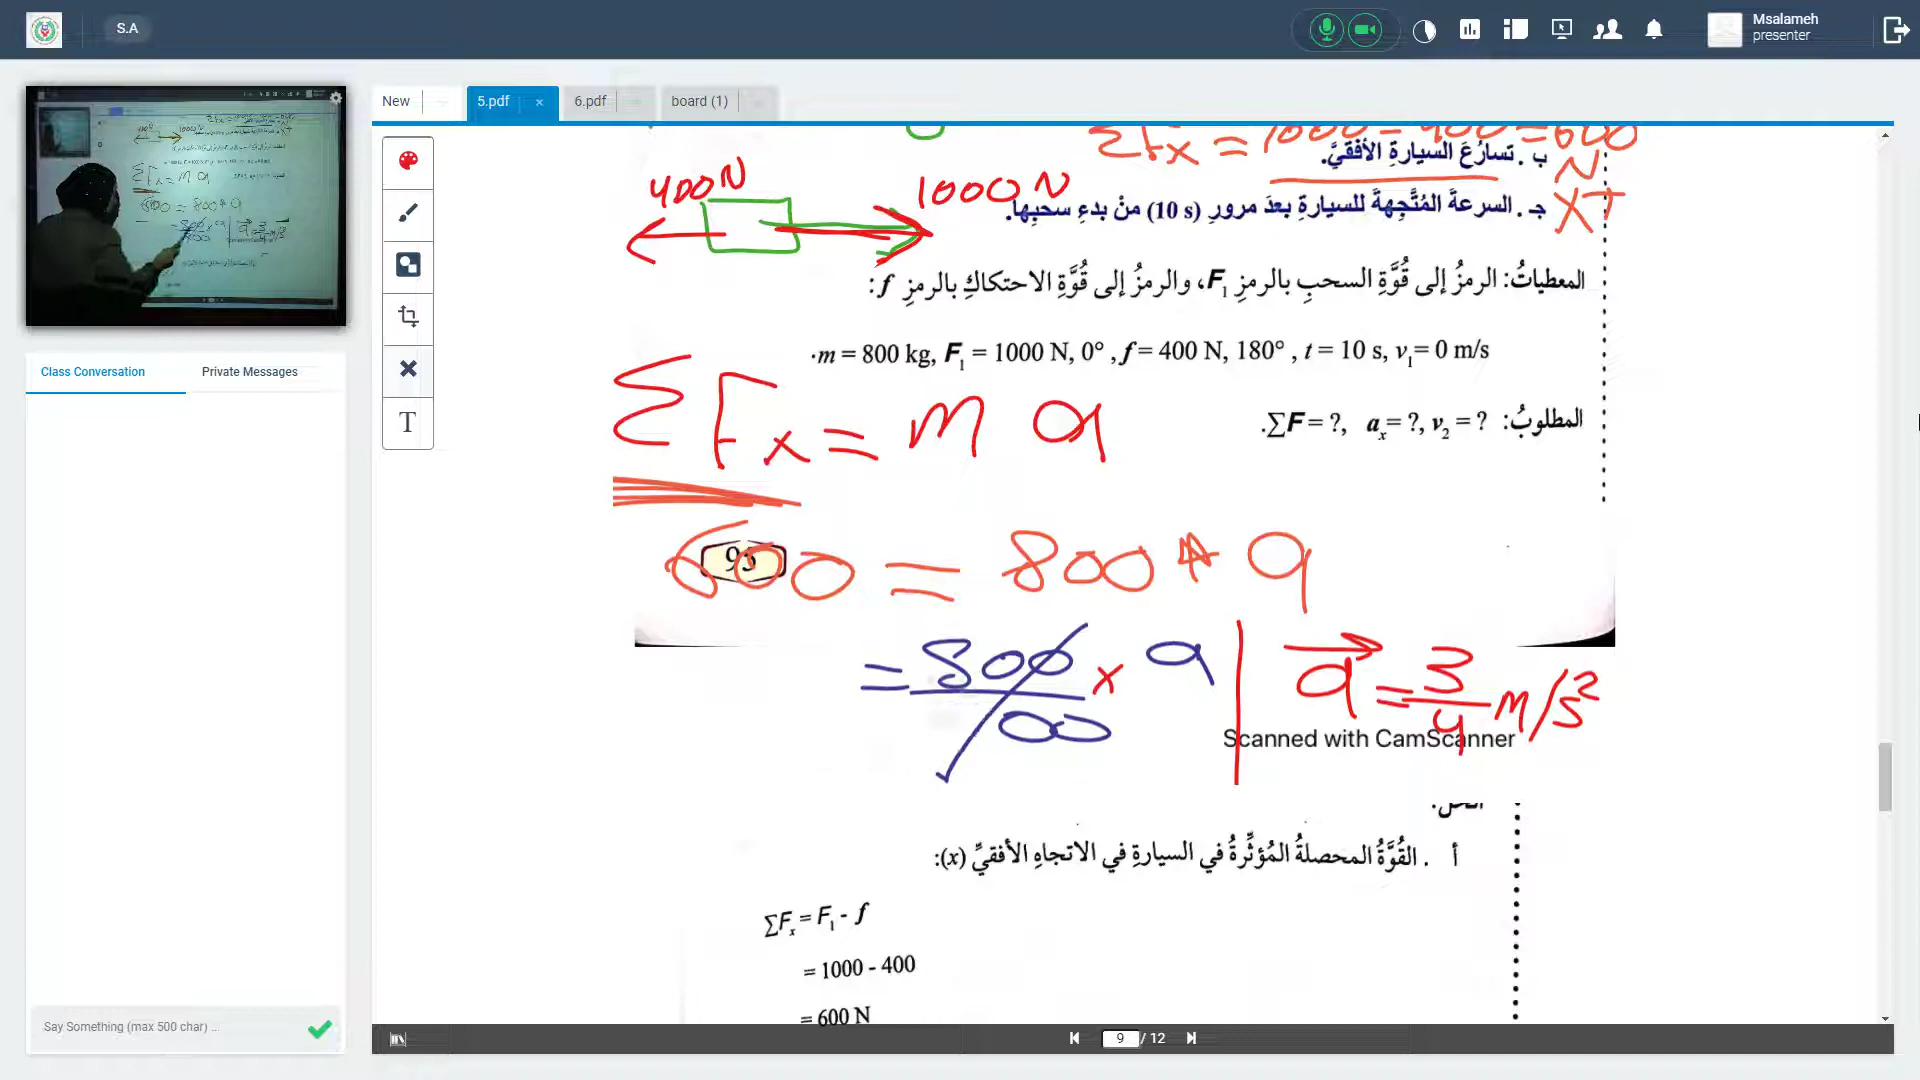 S.A
Msalameh
presenter
New
5.pdf
6.pdf
board (1)
ΣFx = 1000 - 400 = 600
N
X+
ب . تسارُعَ السيارةِ الأفقيَّ.
جـ . السرعةَ المُتَّجِهةَ للسيارةِ بعدَ مرورِ (10 s) منْ بدءِ سحبِها.
400N
1000N
المعطياتُ: الرمزُ إلى قُوَّةِ السحبِ بالرمزِ F1، والرمزُ إلى قُوَّةِ الاحتكاكِ بالرمزِ f:
m = 800 kg, F1 = 1000 N, 0° , f = 400 N, 180° , t = 10 s, v1 = 0 m/s.
المطلوبُ: ΣF = ?, ax = ?, v2 = ?.
ΣFx = m a
600 = 800 * a
= 800 x a
00
a = 3/4 m/s²
Scanned with CamScanner
أ . القُوَّةُ المحصلةُ المُؤثِّرةُ في السيارةِ في الاتجاهِ الأفقيِّ (x):
ΣFx = F1 - f
= 1000 - 400
= 600 N
Class Conversation
Private Messages
Say Something (max 500 char) ...
T
9 / 12